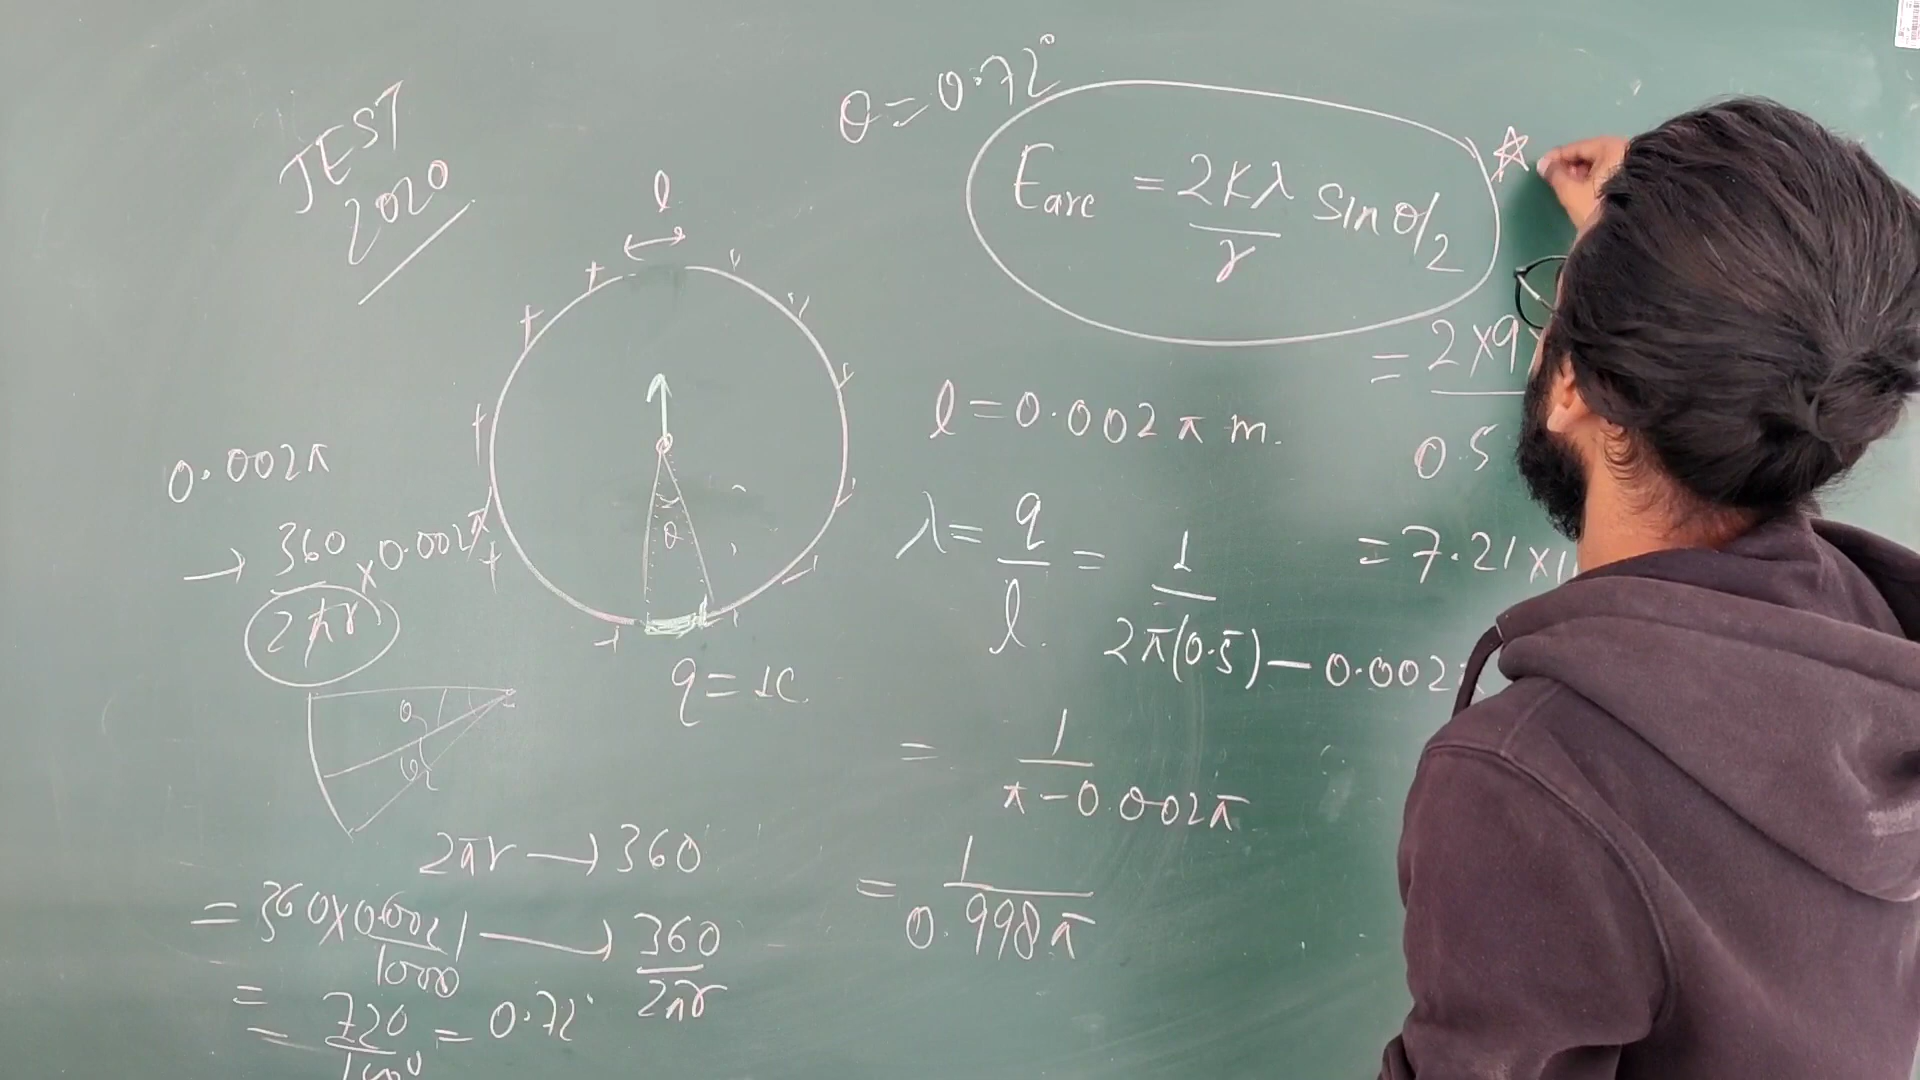 JEST
2020
θ = 0.72°
E arc = 2Kλ/r sin θ/2
= 2×9
0.5
= 7.21×1
l
+ + + + +
θ
q = 1C
l = 0.002π m.
λ = q/l = 1/2π(0.5) − 0.002
= 1/π − 0.002π
= 1/0.998π
0.002π
→ 360/2πr × 0.002π
2πr → 360
1 → 360/2πr
= 360×0.002/1000
=
= 720/1000 = 0.72°